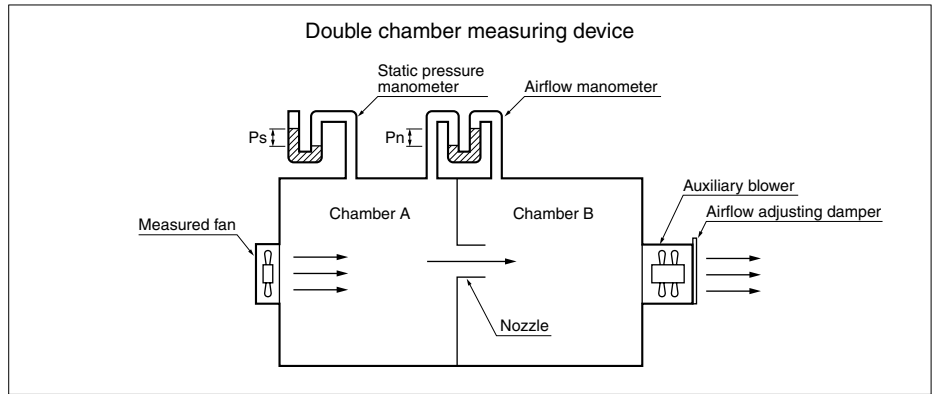 Double chamber measuring device
Static pressure
manometer
Airflow manometer
Ps
Pn
Auxiliary blower
Chamber A
Chamber B
Airflow adjusting damper
Measured fan
Nozzle